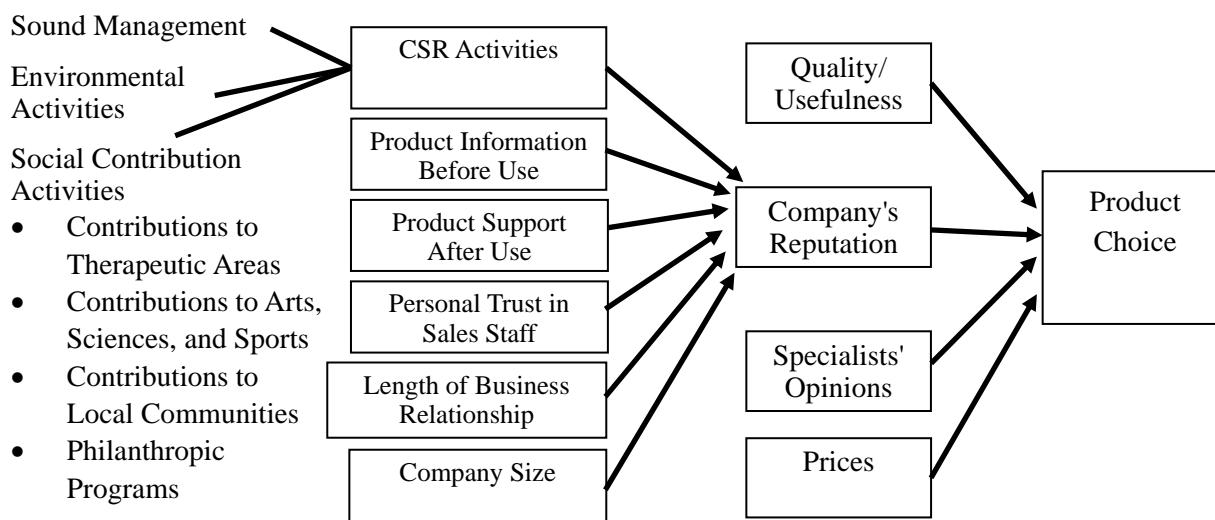 Sound Management
Environmental
Activities
Social Contribution
Activities
• Contributions to
Therapeutic Areas
• Contributions to Arts,
Sciences, and Sports
• Contributions to
Local Communities
• Philanthropic
Programs
CSR Activities
Product Information
Before Use
Product Support
After Use
Personal Trust in
Sales Staff
Length of Business
Relationship
Company Size
Quality/
Usefulness
Company's
Reputation
Specialists'
Opinions
Prices
Product
Choice